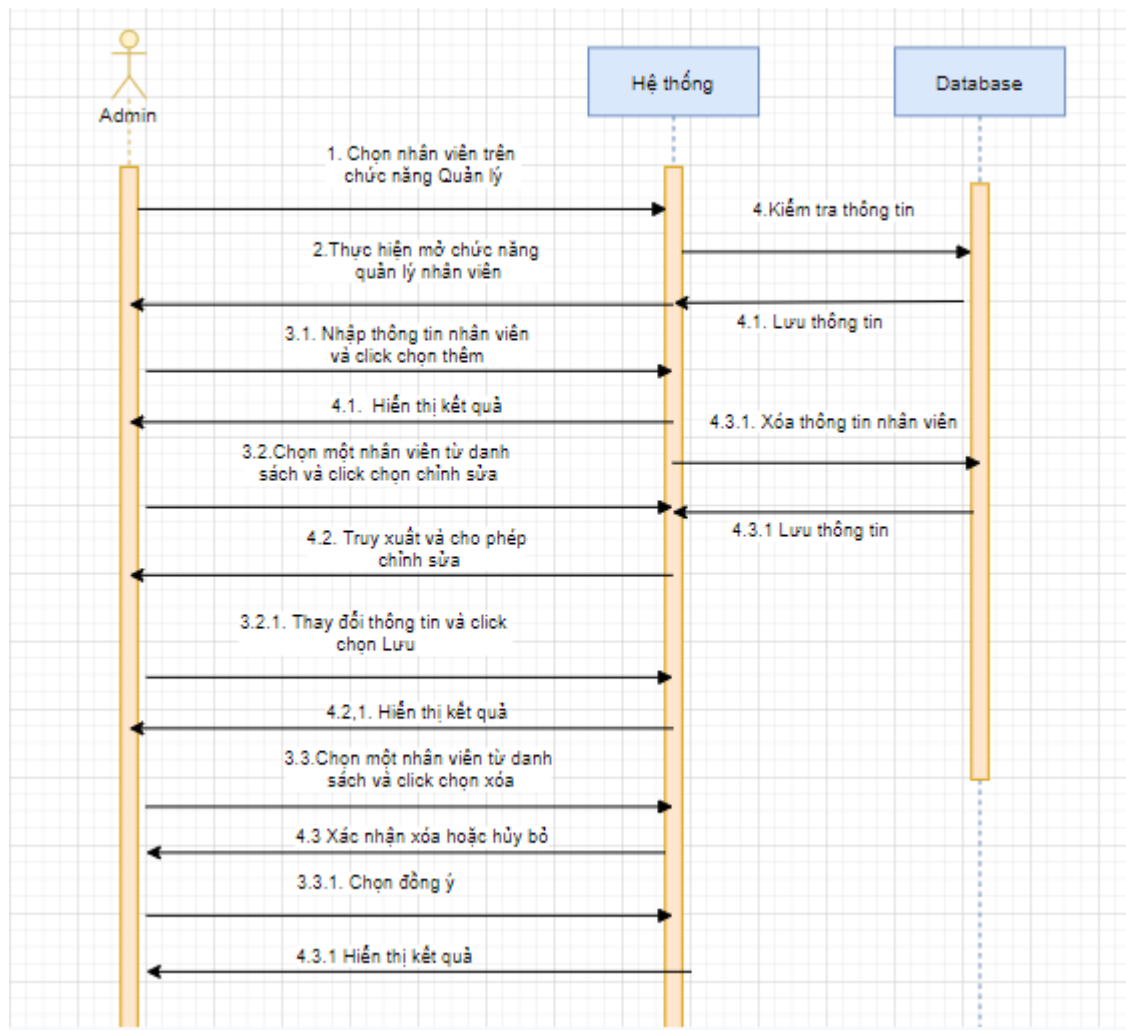 Hệ thống
Database
Admin
1. Chọn nhân viên trên
chức năng Quản lý
4.Kiểm tra thông tin
2.Thực hiện mở chức năng
quản lý nhân viên
4.1. Lưu thông tin
3.1. Nhập thông tin nhân viên
và click chọn thêm
4.1. Hiển thị kết quả
4.3.1. Xóa thông tin nhân viên
3.2.Chọn một nhân viên từ danh
sách và click chọn chỉnh sửa
4.3.1 Lưu thông tin
4.2. Truy xuất và cho phép
chỉnh sửa
3.2.1. Thay đổi thông tin và click
chọn Lưu
4.2,1. Hiển thị kết quả
3.3.Chọn một nhân viên từ danh
sách và click chọn xóa
4.3 Xác nhận xóa hoặc hủy bỏ
3.3.1. Chọn đồng ý
4.3.1 Hiển thị kết quả